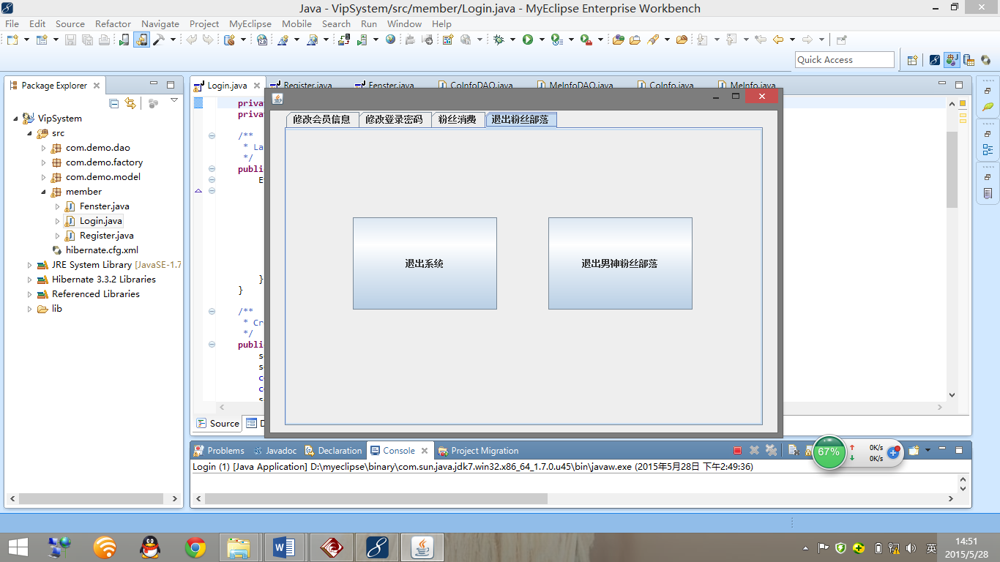 Java - VipSystem/src/member/Login.java - MyEclipse Enterprise Workbench
File Edit Source Refactor Navigate Project MyEclipse Mobile Search Run Window Help
Quick Access
Package Explorer
VipSystem
src
com.demo.dao
com.demo.factory
com.demo.model
member
Fenster.java
Login.java
Register.java
hibernate.cfg.xml
JRE System Library [JavaSE-1.7
Hibernate 3.3.2 Libraries
Referenced Libraries
lib
Login.java Register.java Fenster.java CoInfoDAO.java MeInfoDAO.java CoInfo.java MeInfo.java
/**
* La
*/
publi
E
}
}
/**
* Cr
*/
publi
修改会员信息 修改登录密码 粉丝消费 退出粉丝部落
退出系统 退出男神粉丝部落
Source
Problems Javadoc Declaration Console Project Migration
67% 0K/s
0K/s
Login (1) [Java Application] D:\myeclipse\binary\com.sun.java.jdk7.win32.x86_64_1.7.0.u45\bin\javaw.exe (2015年5月28日 下午2:49:36)
英
14:51
2015/5/28